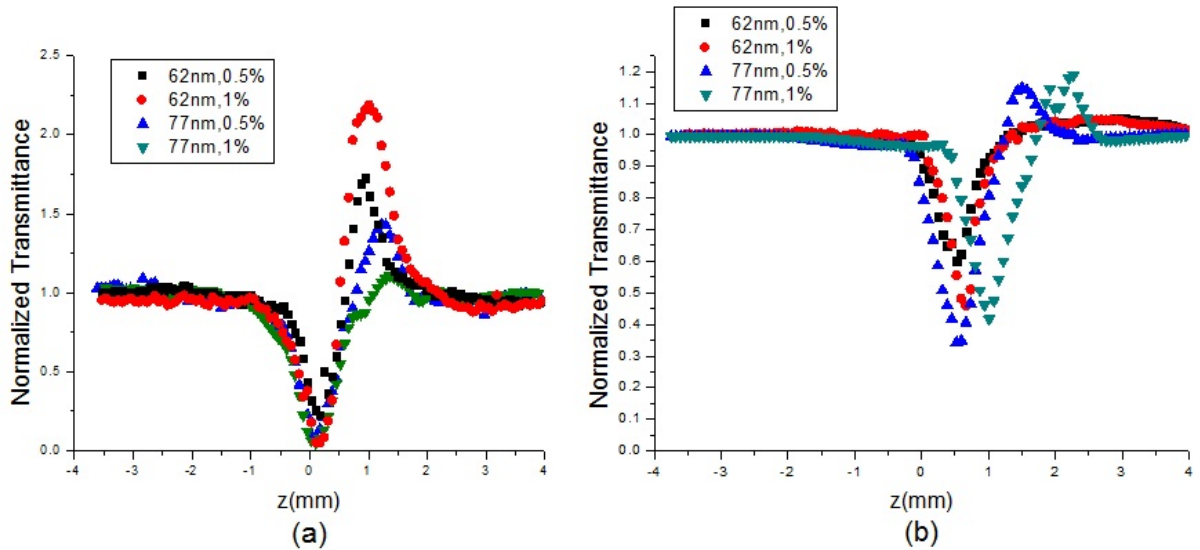 62nm,0.5%
62nm,1%
77nm,0.5%
77nm,1%
2.5
2.0
1.5
1.0
0.5
0.0
Normalized Transmittance
-4 -3 -2 -1 0 1 2 3 4
z(mm)
(a)
62nm,0.5%
62nm,1%
77nm,0.5%
77nm,1%
1.2
1.1
1.0
0.9
0.8
0.7
0.6
0.5
0.4
0.3
0.2
0.1
0.0
Normalized Transmittance
-4 -3 -2 -1 0 1 2 3 4
z(mm)
(b)